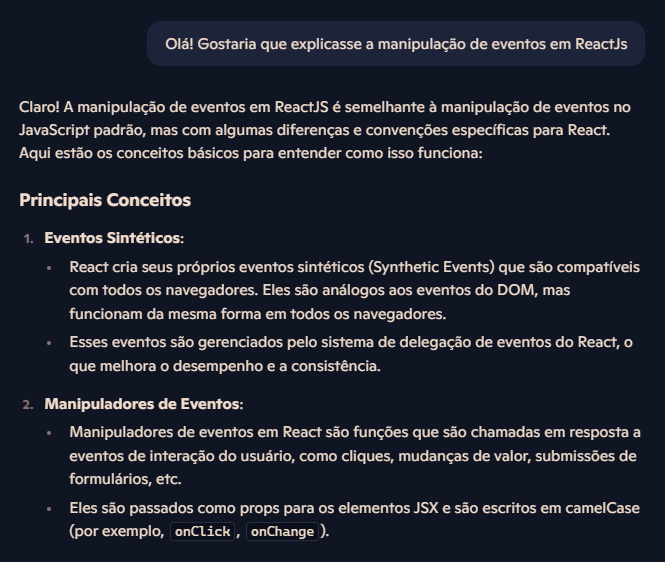 Olá! Gostaria que explicasse a manipulação de eventos em ReactJs
Claro! A manipulação de eventos em ReactJS é semelhante à manipulação de eventos no
JavaScript padrão, mas com algumas diferenças e convenções específicas para React.
Aqui estão os conceitos básicos para entender como isso funciona:
Principais Conceitos
1. Eventos Sintéticos:
• React cria seus próprios eventos sintéticos (Synthetic Events) que são compatíveis
com todos os navegadores. Eles são análogos aos eventos do DOM, mas
funcionam da mesma forma em todos os navegadores.
• Esses eventos são gerenciados pelo sistema de delegação de eventos do React, o
que melhora o desempenho e a consistência.
2. Manipuladores de Eventos:
• Manipuladores de eventos em React são funções que são chamadas em resposta a
eventos de interação do usuário, como cliques, mudanças de valor, submissões de
formulários, etc.
• Eles são passados como props para os elementos JSX e são escritos em camelCase
(por exemplo, onClick, onChange).